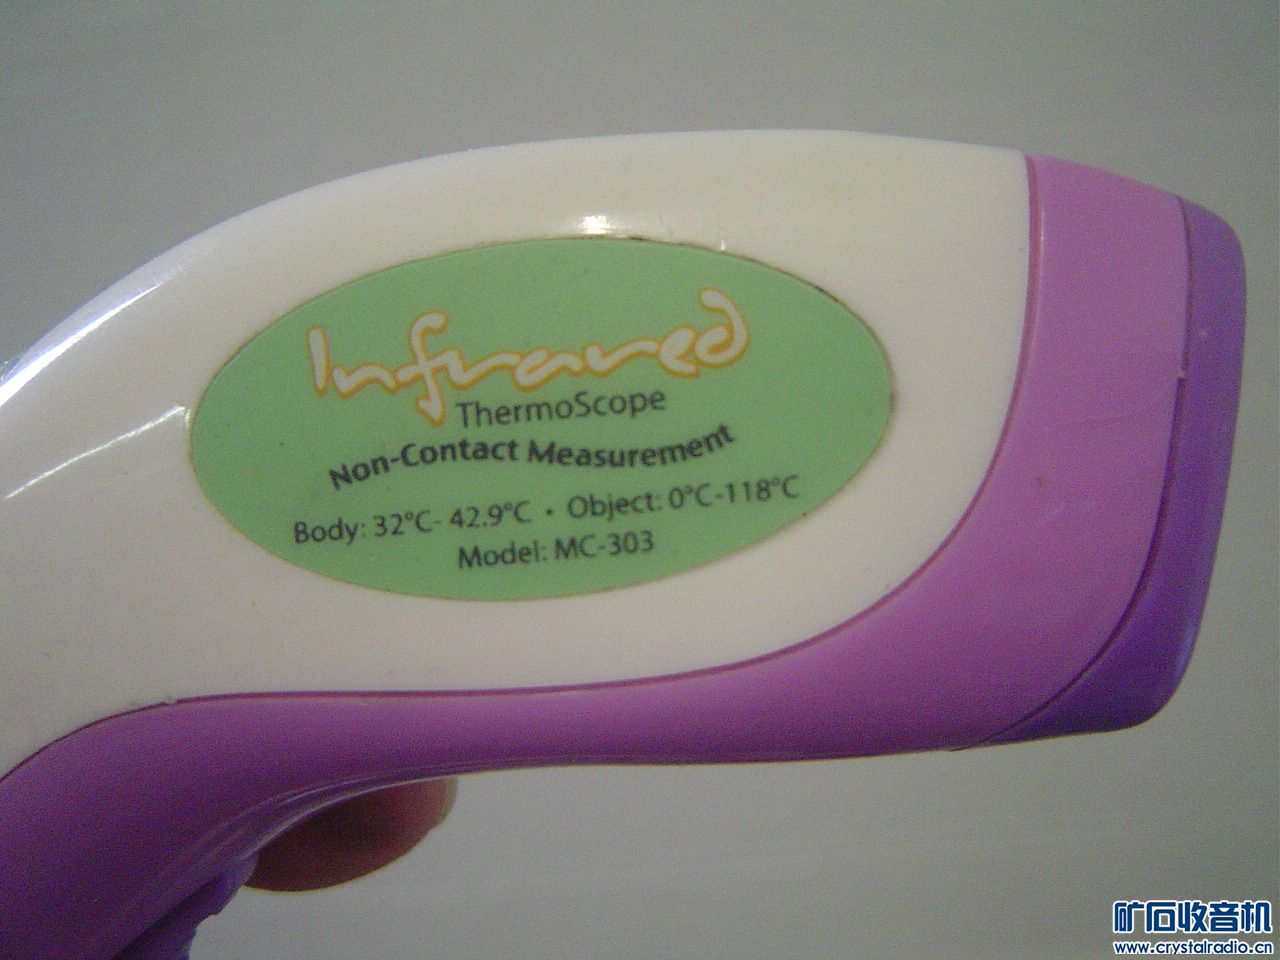 Infrared
ThermoScope
Non-Contact Measurement
Body: 32°C- 42.9°C • Object: 0°C-118°C
Model: MC-303
矿石收音机
www.crystalradio.cn